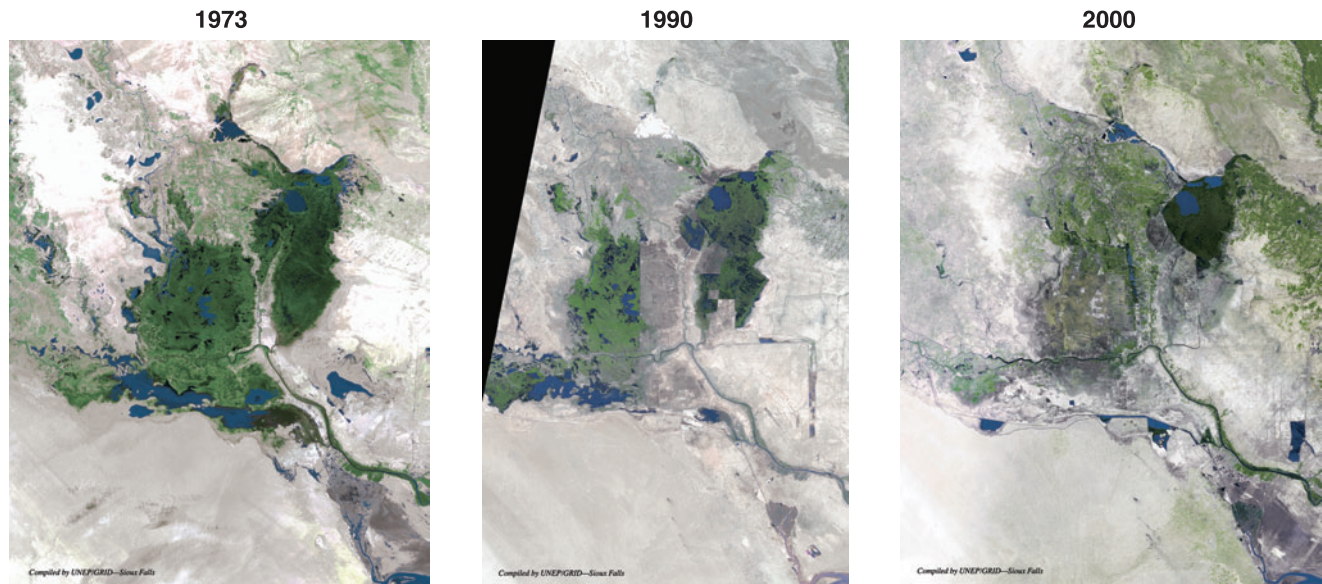 1973
1990
2000
Compiled by UNEP/GRID—Sioux Falls
Compiled by UNEP/GRID—Sioux Falls
Compiled by UNEP/GRID—Sioux Falls